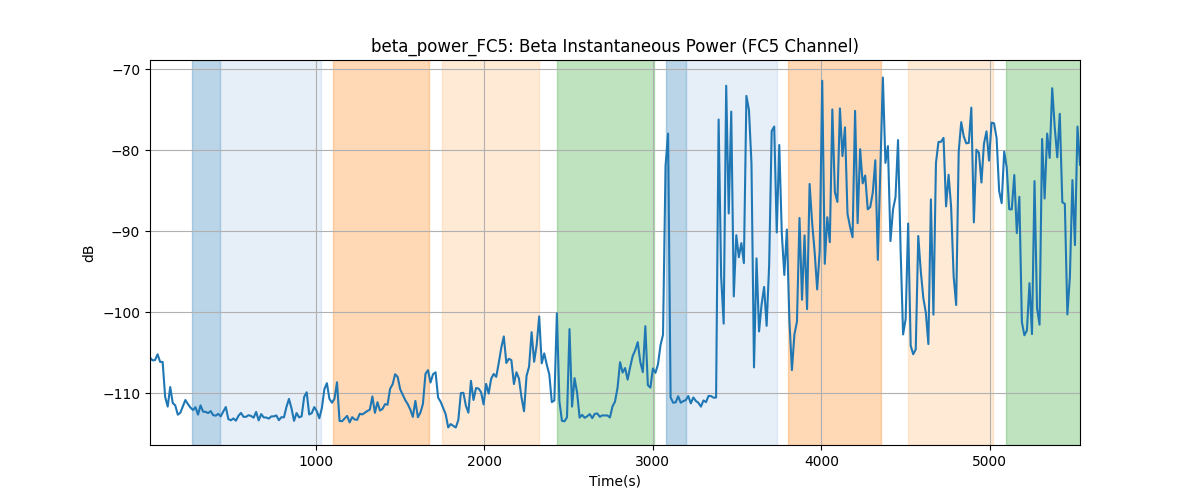 beta_power_FC5: Beta Instantaneous Power (FC5 Channel)
−70
−80
−90
−100
−110
dB
1000 2000 3000 4000 5000
Time(s)